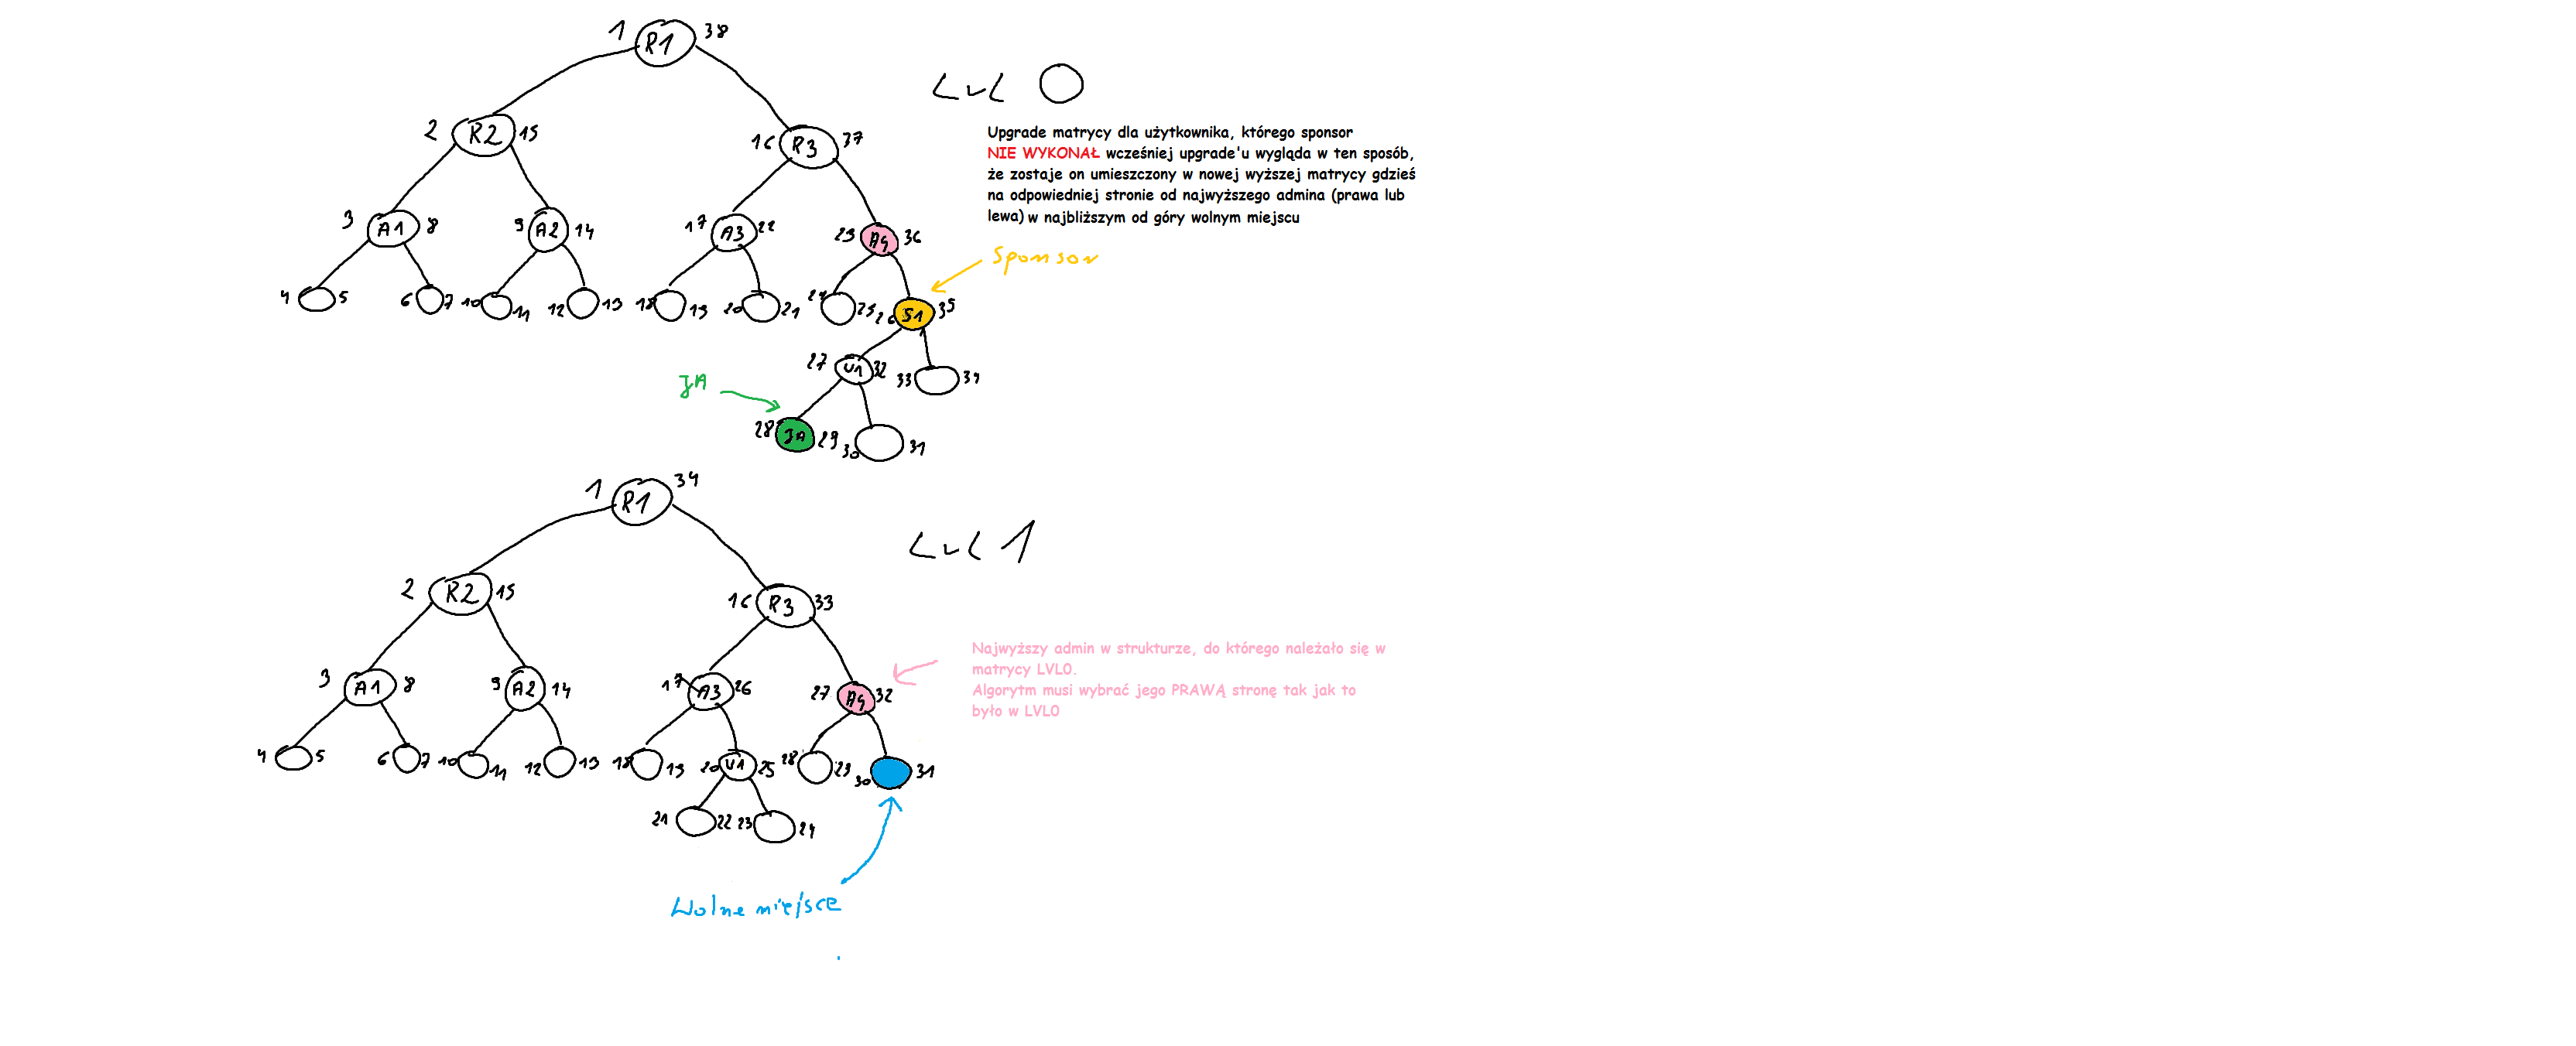 1 R1 38
LvL 0
2 R2 15
16 R3 37
Upgrade matrycy dla użytkownika, którego sponsor
NIE WYKONAŁ wcześniej upgrade'u wygląda w ten sposób,
że zostaje on umieszczony w nowej wyższej matrycy gdzieś
na odpowiedniej stronie od najwyższego admina (prawa lub
lewa) w najbliższym od góry wolnym miejscu
3 A1 8 9 A2 14 17 A3 22 23 A4 36
Sponsor
4 5 6 7 10 11 12 13 18 19 20 21 24 25 26 S1 35
27 U1 32 33 34
JA
28 JA 29 30 31
1 R1 34
LvL 1
2 R2 15
16 R3 33
Najwyższy admin w strukturze, do którego należało się w
matrycy LVL0.
Algorytm musi wybrać jego PRAWĄ stronę tak jak to
było w LVL0
3 A1 8 9 A2 14 17 A3 26 27 A4 32
4 5 6 7 10 11 12 13 18 19 20 U1 25 28 29 30 31
21 22 23 24
Wolne miejsce